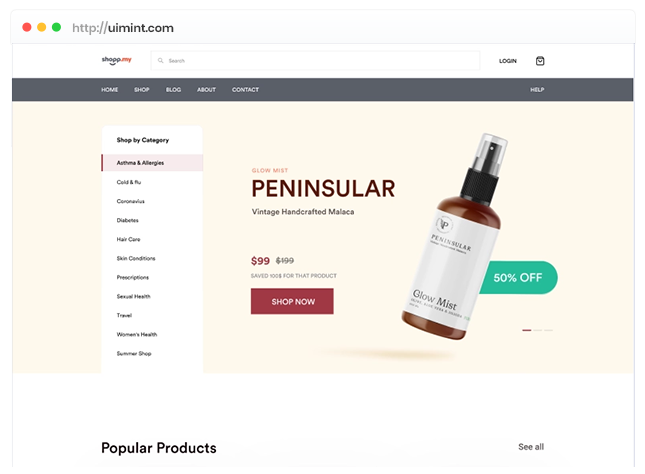 http://uimint.com
shopp.my
Search
LOGIN
HOME
SHOP
BLOG
ABOUT
CONTACT
HELP
Shop by Category
Asthma & Allergies
Cold & flu
Coronavius
Diabetes
Hair Care
Skin Conditions
Prescriptions
Sexual Health
Travel
Women's Health
Summer Shop
GLOW MIST
PENINSULAR
Vintage Handcrafted Malaca
$99 $199
SAVED 100$ FOR THAT PRODUCT
SHOP NOW
P
PENINSULAR
Glow Mist
50% OFF
Popular Products
See all